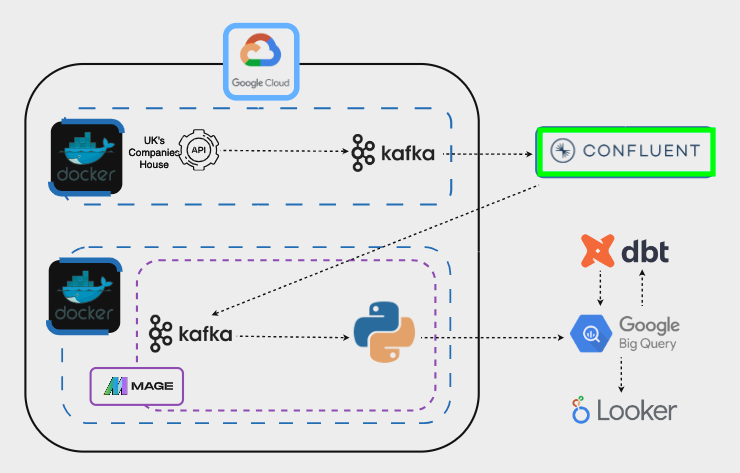 Google Cloud
docker
UK's
Companies
House
API
kafka
CONFLUENT
docker
kafka
MAGE
dbt
Google
Big Query
Looker